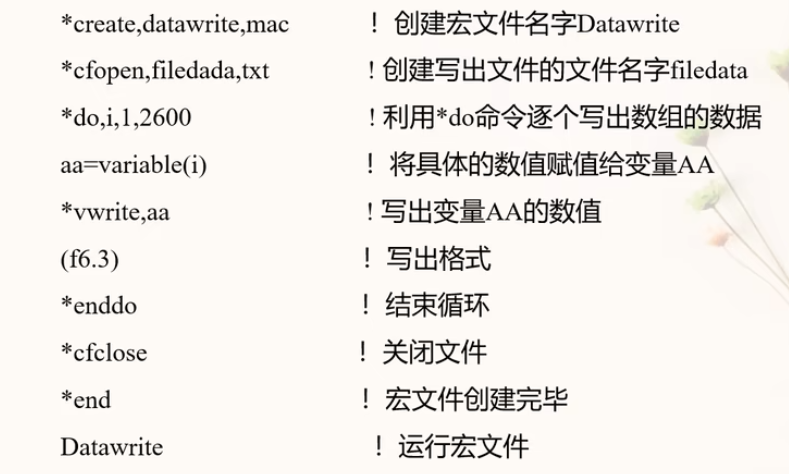 *create,datawrite,mac ！ 创建宏文件名字Datawrite
*cfopen,filedada,txt ! 创建写出文件的文件名字filedata
*do,i,1,2600 ! 利用*do命令逐个写出数组的数据
aa=variable(i) ！ 将具体的数值赋值给变量AA
*vwrite,aa ! 写出变量AA的数值
(f6.3) ！ 写出格式
*enddo ！ 结束循环
*cfclose ！ 关闭文件
*end ！ 宏文件创建完毕
Datawrite ！ 运行宏文件